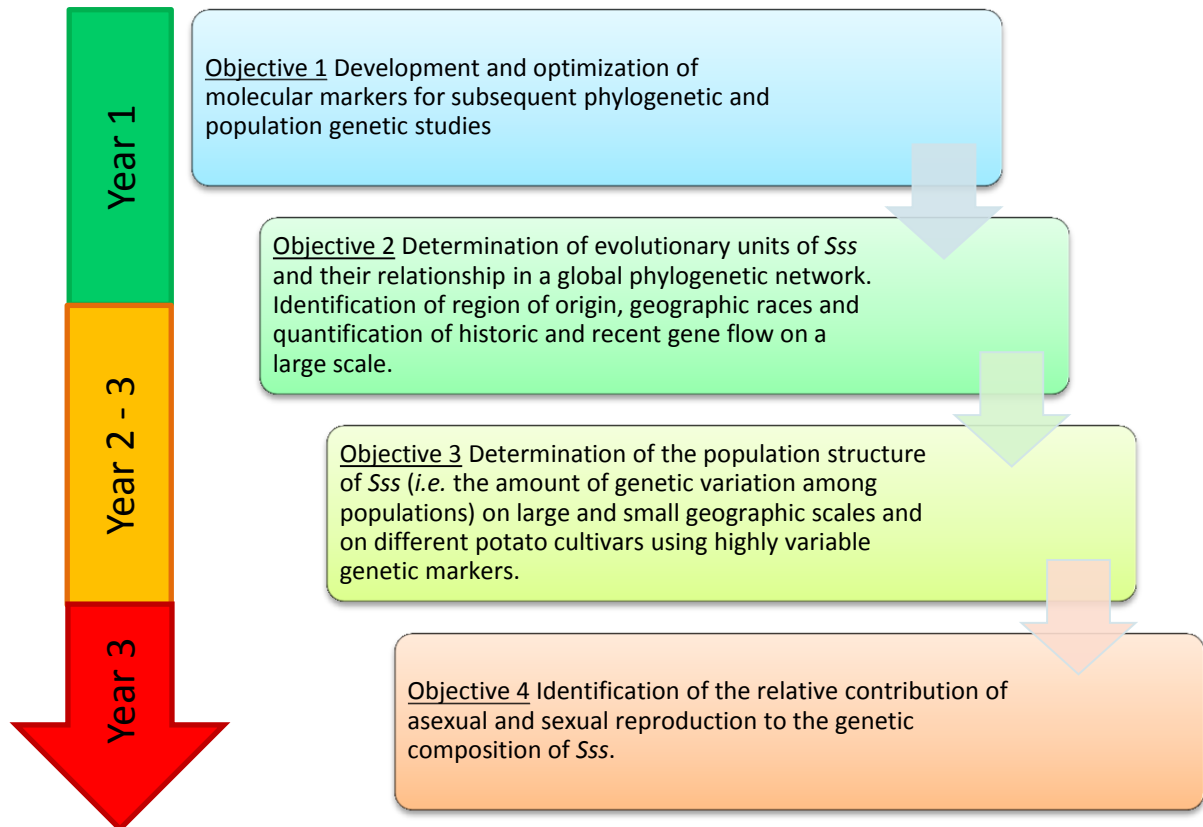 Year 1
Objective 1 Development and optimization of
molecular markers for subsequent phylogenetic and
population genetic studies
Objective 2 Determination of evolutionary units of Sss
and their relationship in a global phylogenetic network.
Identification of region of origin, geographic races and
quantification of historic and recent gene flow on a
large scale.
Year 2 - 3
Objective 3 Determination of the population structure
of Sss (i.e. the amount of genetic variation among
populations) on large and small geographic scales and
on different potato cultivars using highly variable
genetic markers.
Year 3
Objective 4 Identification of the relative contribution of
asexual and sexual reproduction to the genetic
composition of Sss.